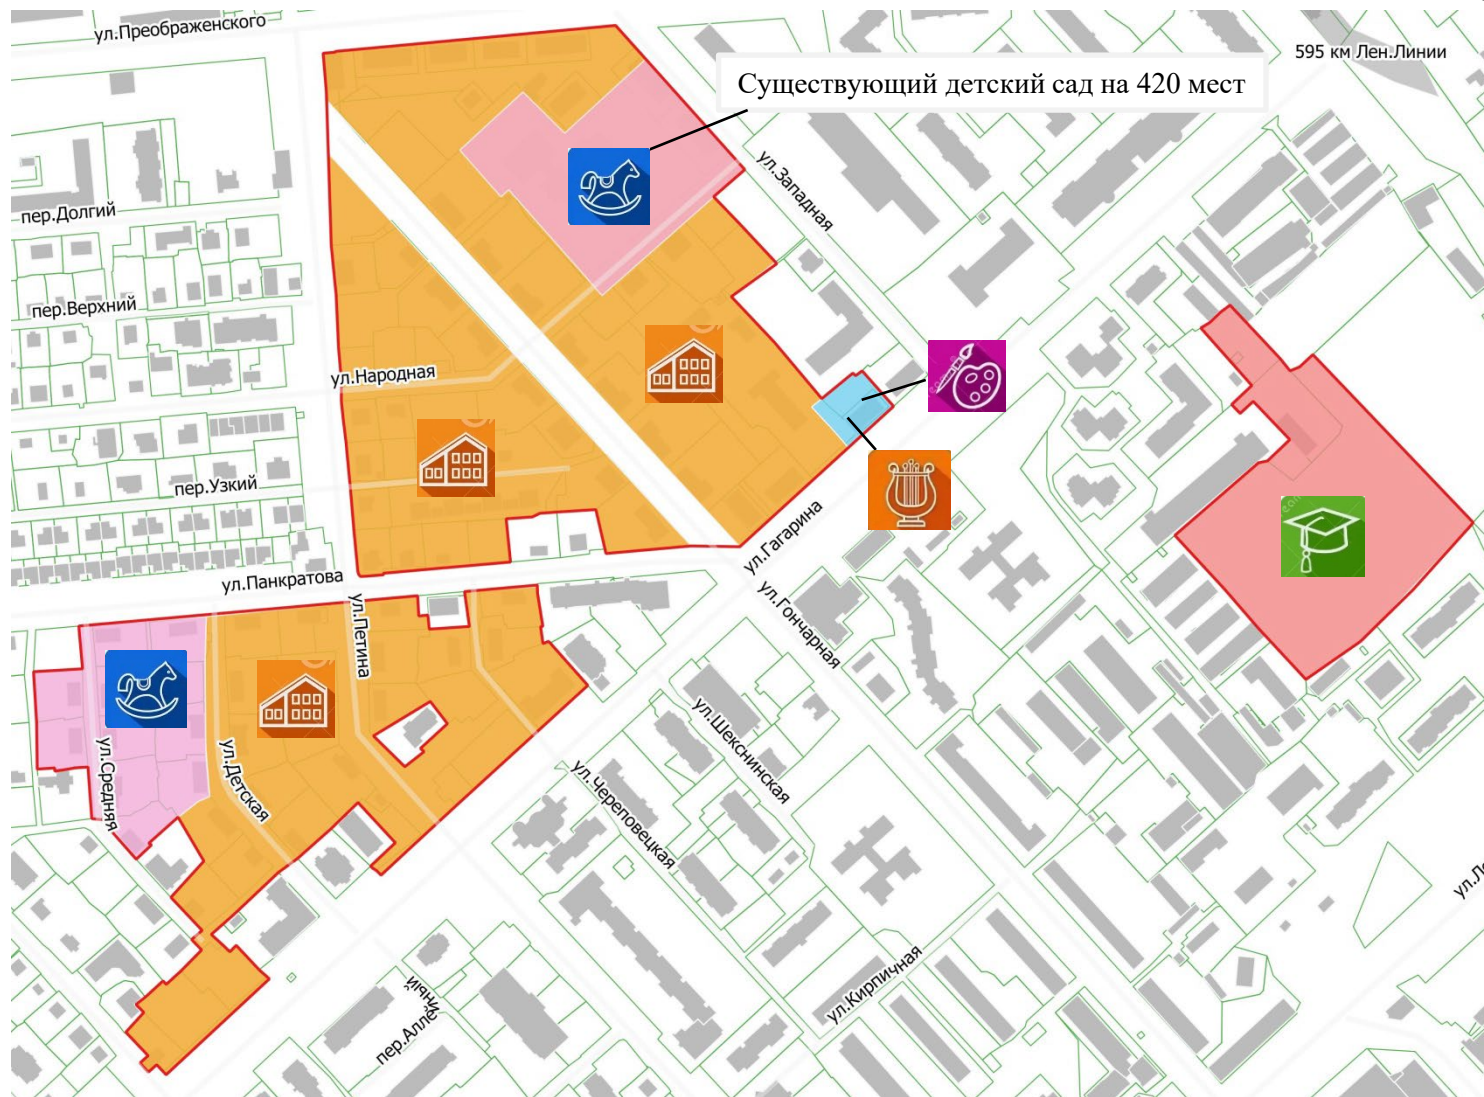 ул.Преображенского
595 км Лен.Линии
Существующий детский сад на 420 мест
ул.Западная
пер.Долгий
пер.Верхний
ул.Народная
пер.Узкий
ул.Гагарина
ул.Панкратова
ул.Петина
ул.Гончарная
ул.Средняя
ул.Детская
ул.Шекснинская
ул.Череповецкая
ул.Кирпичная
пер.Алле
йный